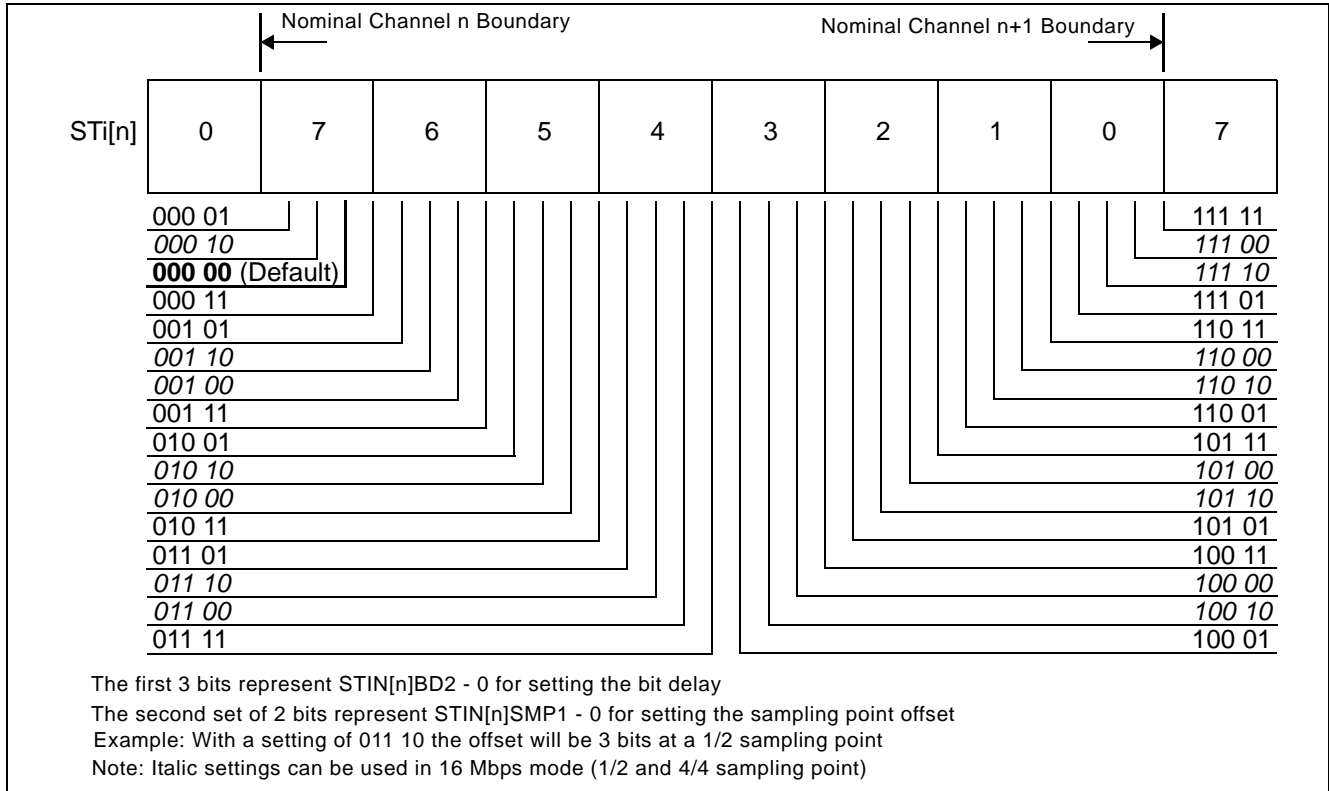 Nominal Channel n Boundary
Nominal Channel n+1 Boundary
STi[n] 0 7 6 5 4 3 2 1 0 7
000 01 111 11
000 10 111 00
000 00 (Default) 111 10
000 11 111 01
001 01 110 11
001 10 110 00
001 00 110 10
001 11 110 01
010 01 101 11
010 10 101 00
010 00 101 10
010 11 101 01
011 01 100 11
011 10 100 00
011 00 100 10
011 11 100 01
The first 3 bits represent STIN[n]BD2 - 0 for setting the bit delay
The second set of 2 bits represent STIN[n]SMP1 - 0 for setting the sampling point offset
Example: With a setting of 011 10 the offset will be 3 bits at a 1/2 sampling point
Note: Italic settings can be used in 16 Mbps mode (1/2 and 4/4 sampling point)